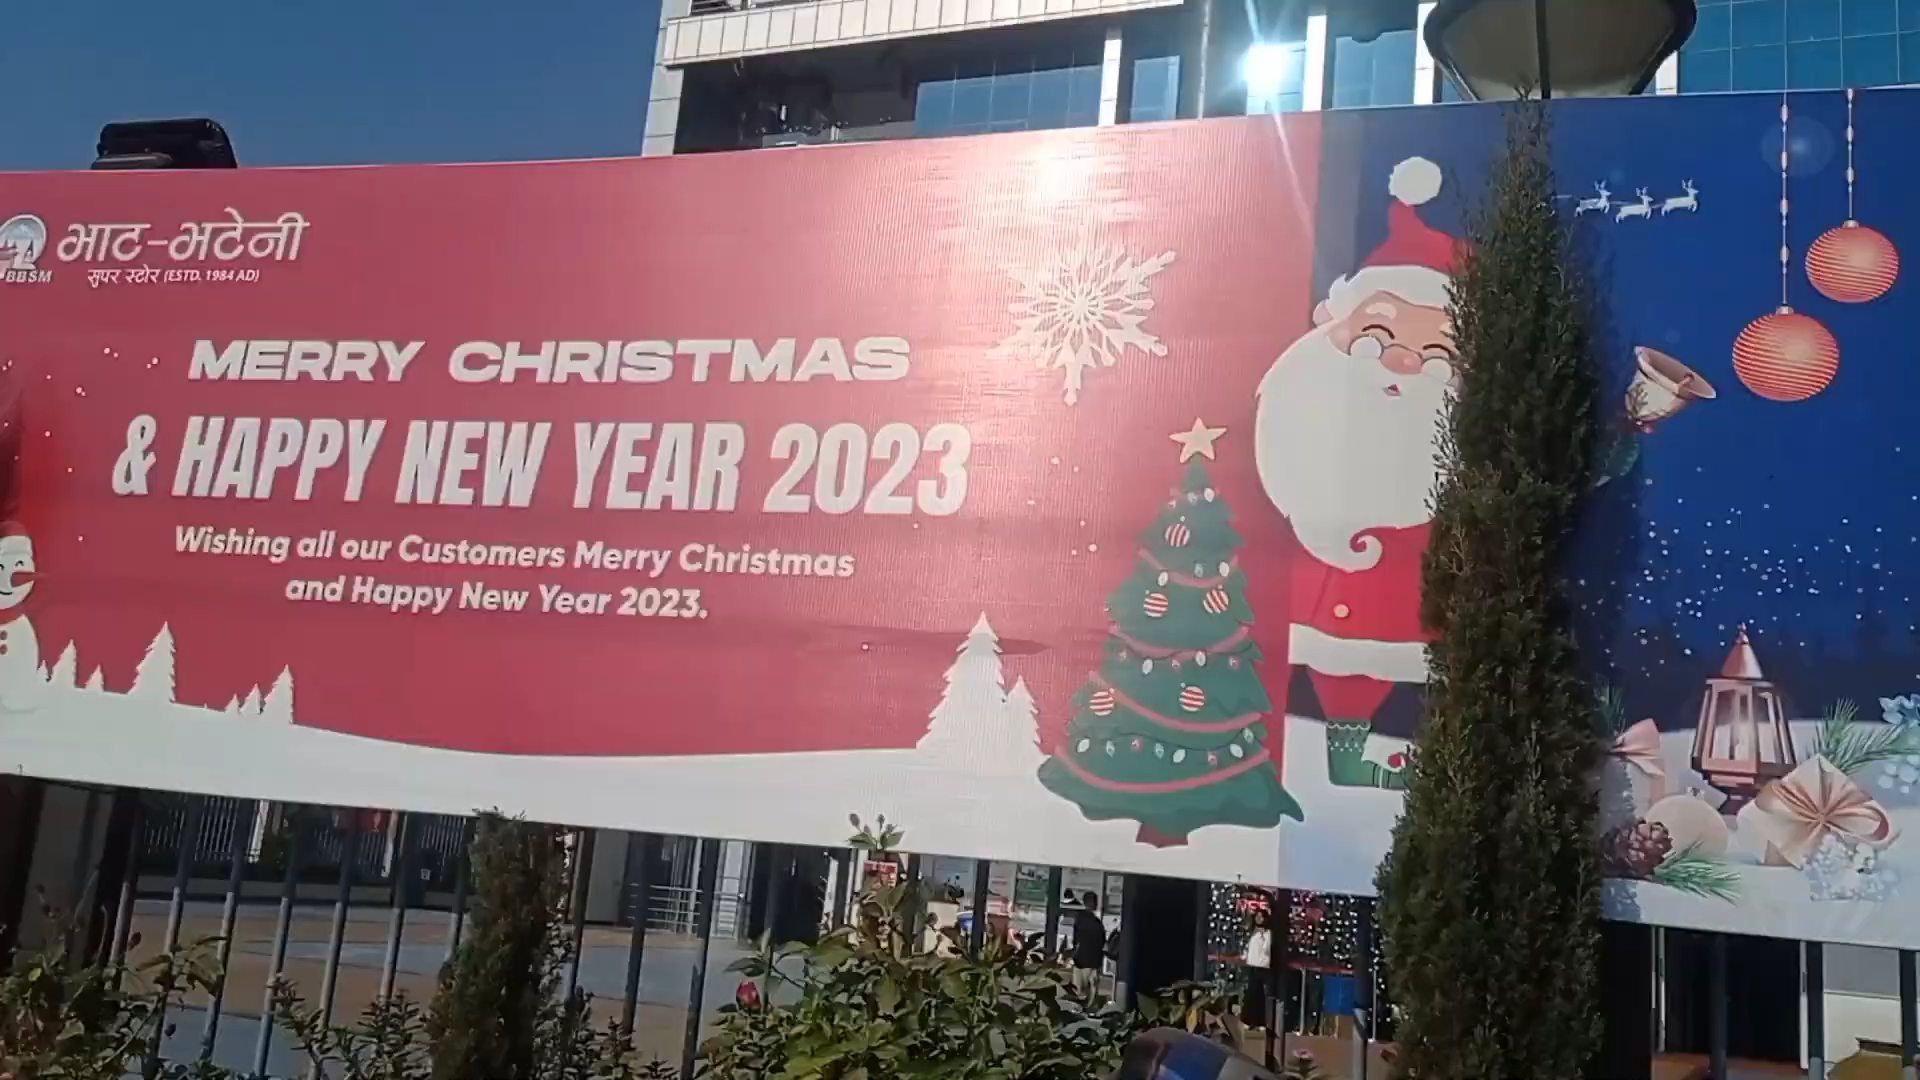 BBSM
भाट-भटेनी
सुपर स्टोर (ESTD. 1984 AD)
MERRY CHRISTMAS
& HAPPY NEW YEAR 2023
Wishing all our Customers Merry Christmas
and Happy New Year 2023.